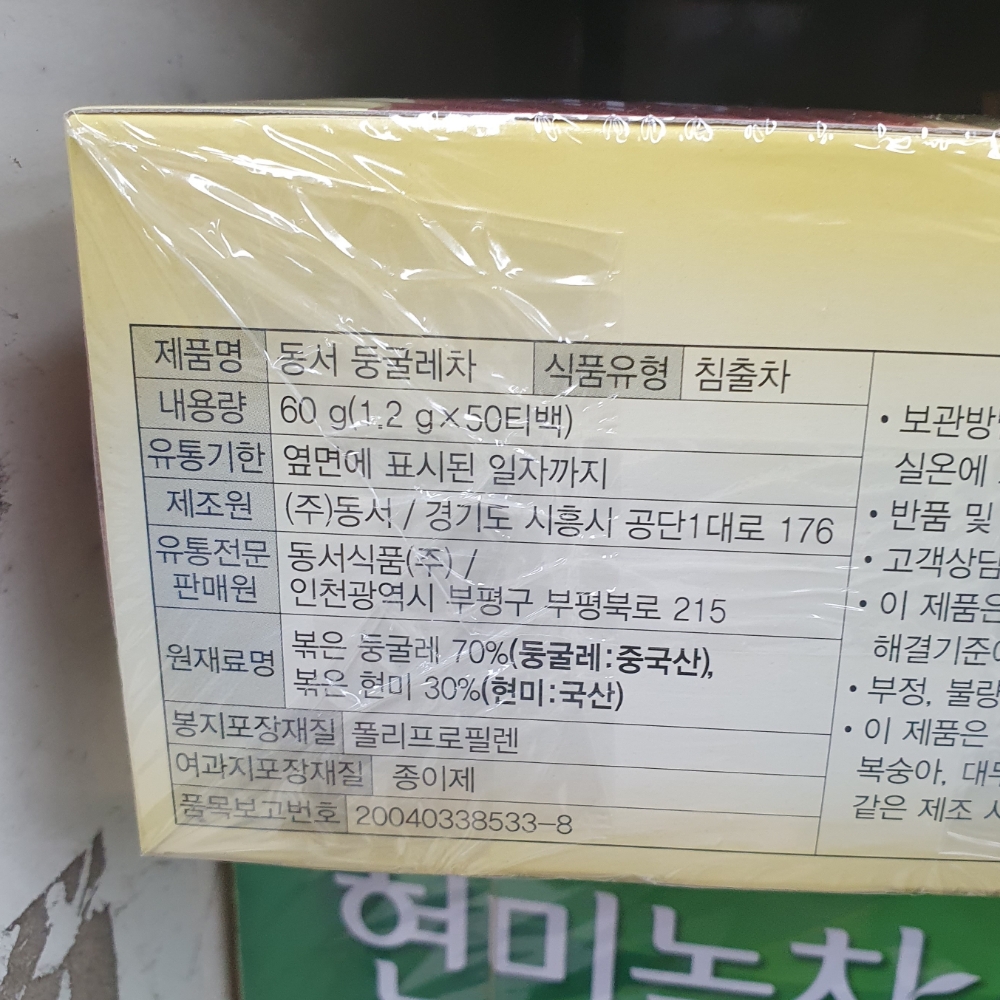 제품명 동서 둥굴레차 식품유형 침출차
내용량 60 g(1.2 g×50티백)
유통기한 옆면에 표시된 일자까지
제조원 (주)동서 / 경기도 시흥시 공단1대로 176
유통전문 판매원 동서식품(주) /
인천광역시 부평구 부평북로 215
원재료명 볶은 둥굴레 70%(둥굴레:중국산),
볶은 현미 30%(현미:국산)
봉지포장재질 폴리프로필렌
여과지포장재질 종이제
품목보고번호 20040338533-8
• 보관방
실온에
• 반품 및
• 고객상담
• 이 제품은
해결기준
• 부정, 불량
• 이 제품은
복숭아, 대두
같은 제조 시
현미녹차